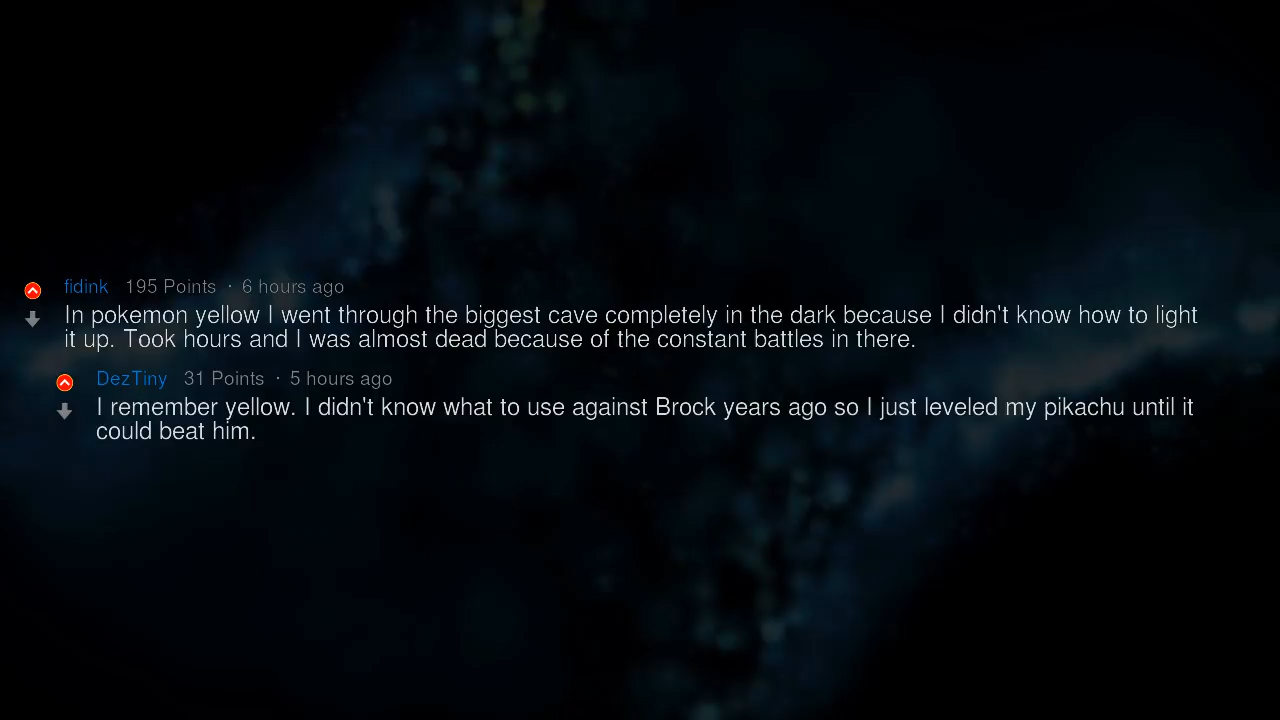 fidink 195 Points · 6 hours ago
In pokemon yellow I went through the biggest cave completely in the dark because I didn't know how to light
it up. Took hours and I was almost dead because of the constant battles in there.
DezTiny 31 Points · 5 hours ago
I remember yellow. I didn't know what to use against Brock years ago so I just leveled my pikachu until it
could beat him.